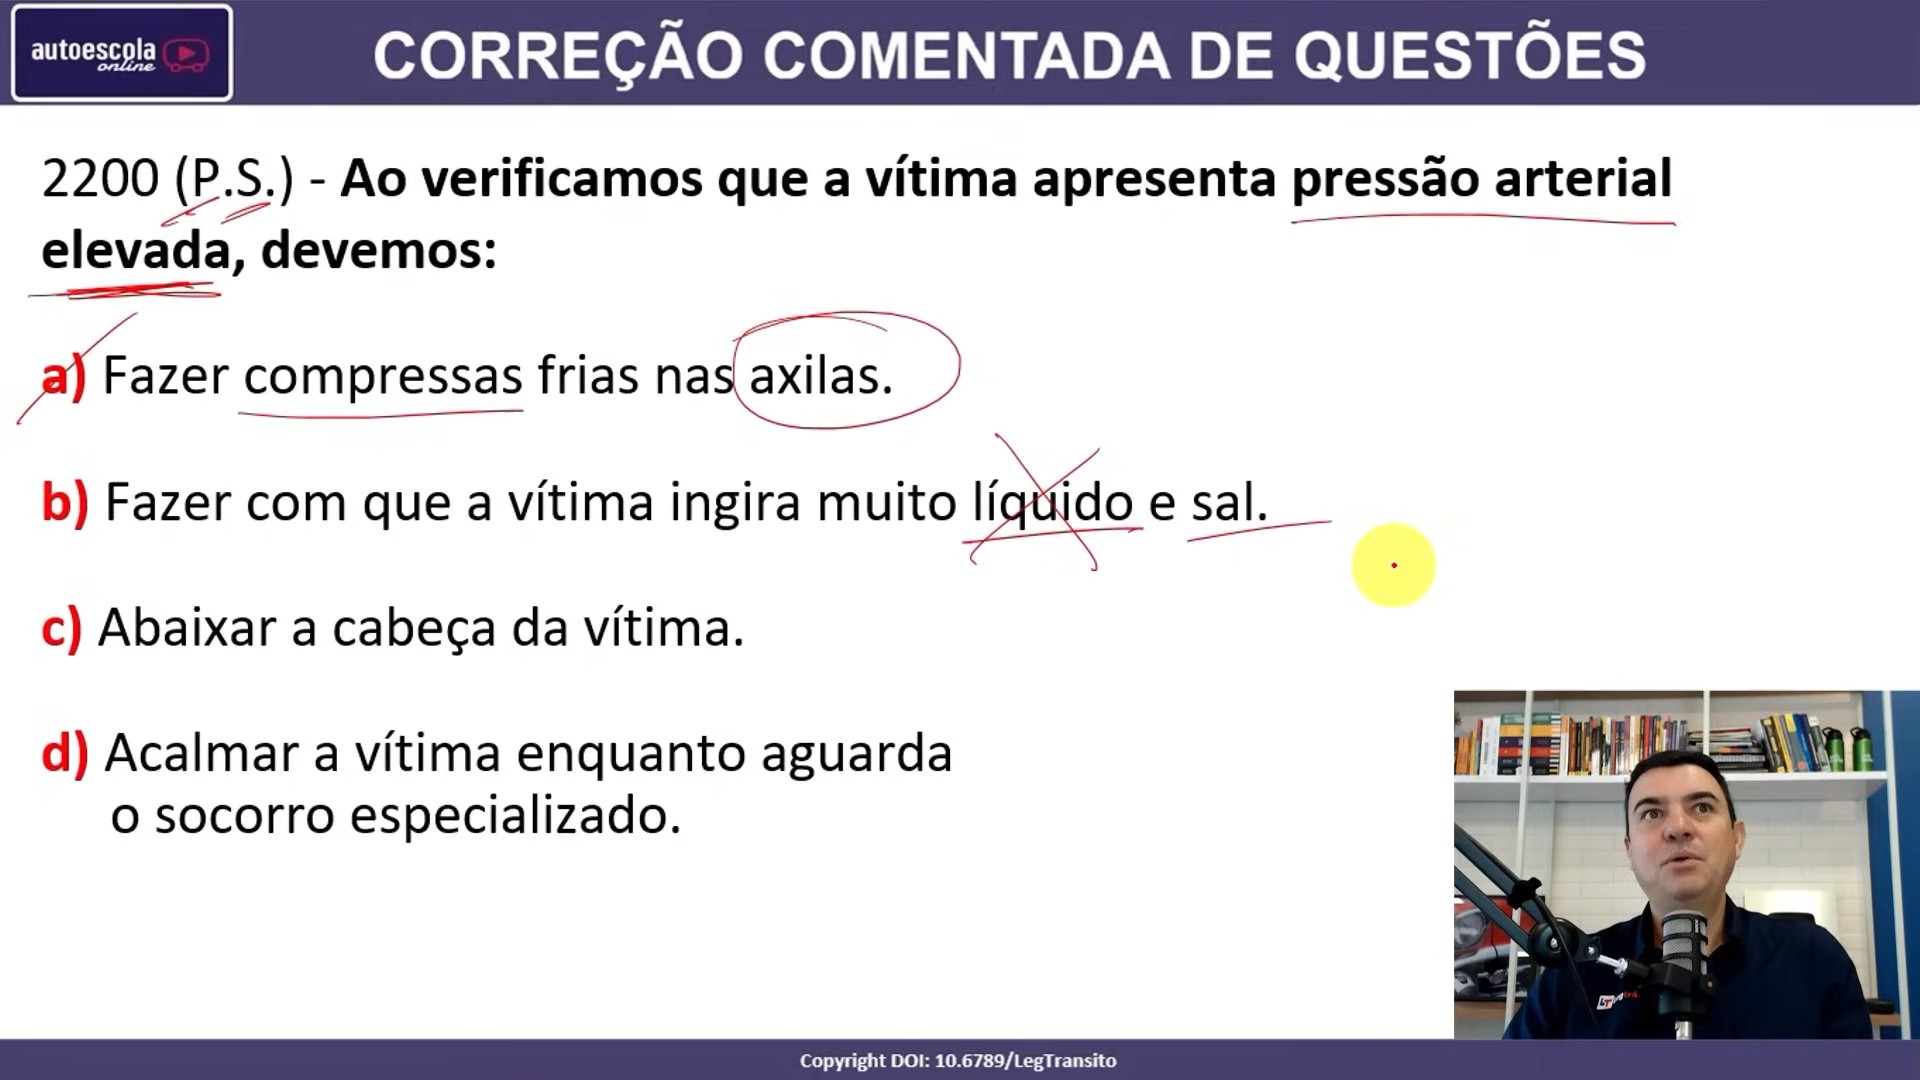 autoescola
online
CORREÇÃO COMENTADA DE QUESTÕES
2200 (P.S.) - Ao verificamos que a vítima apresenta pressão arterial
elevada, devemos:
a) Fazer compressas frias nas axilas.
b) Fazer com que a vítima ingira muito líquido e sal.
c) Abaixar a cabeça da vítima.
d) Acalmar a vítima enquanto aguarda
o socorro especializado.
Copyright DOI: 10.6789/LegTransito